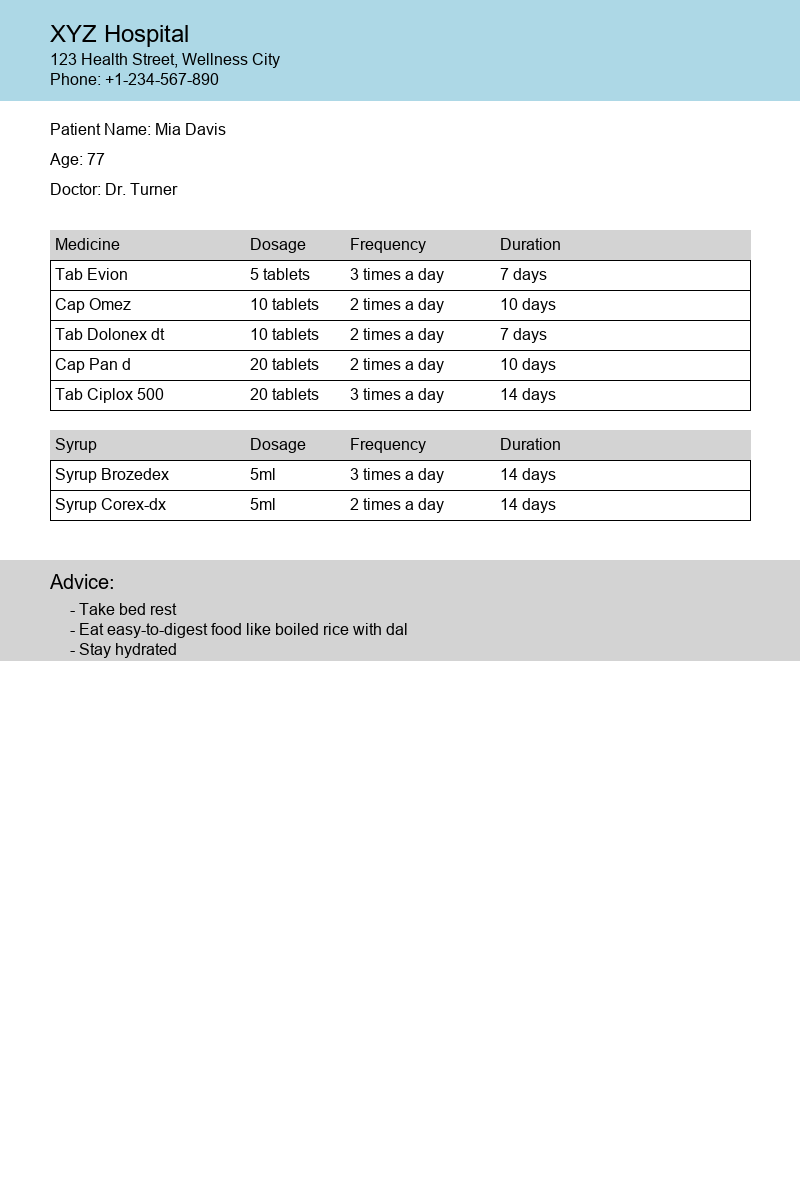 XYZ Hospital
123 Health Street, Wellness City
Phone: +1-234-567-890
Patient Name: Mia Davis
Age: 77
Doctor: Dr. Turner
Medicine Dosage Frequency Duration
Tab Evion 5 tablets 3 times a day 7 days
Cap Omez 10 tablets 2 times a day 10 days
Tab Dolonex dt 10 tablets 2 times a day 7 days
Cap Pan d 20 tablets 2 times a day 10 days
Tab Ciplox 500 20 tablets 3 times a day 14 days
Syrup Dosage Frequency Duration
Syrup Brozedex 5ml 3 times a day 14 days
Syrup Corex-dx 5ml 2 times a day 14 days
Advice:
- Take bed rest
- Eat easy-to-digest food like boiled rice with dal
- Stay hydrated